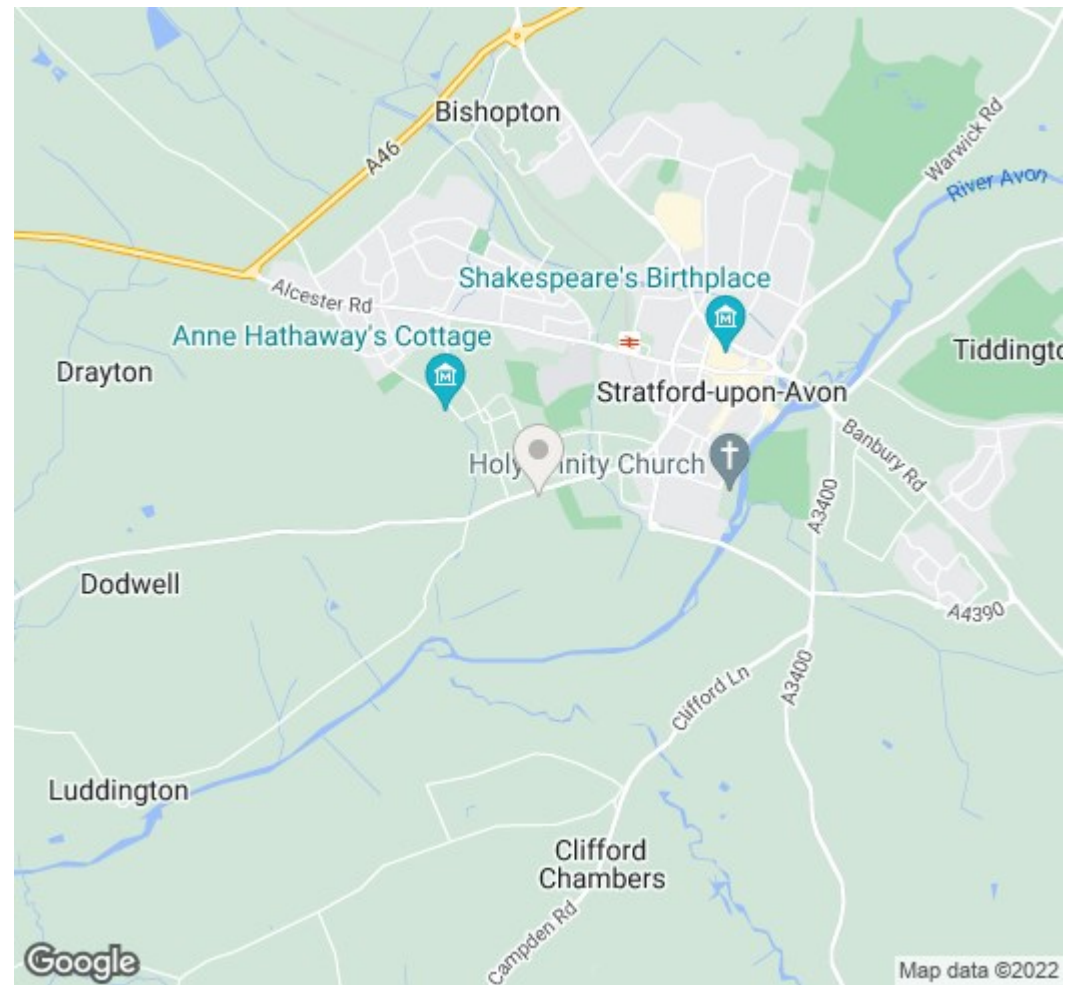 Bishopton
A46
Warwick Rd
River Avon
Shakespeare's Birthplace
Alcester Rd
Anne Hathaway's Cottage
Tiddingto
Drayton
Stratford-upon-Avon
Banbury Rd
Holy inity Church
A3400
Dodwell
A4390
A3400
Clifford Ln
Luddington
Clifford
Chambers
Campden Rd
Google
Map data ©2022